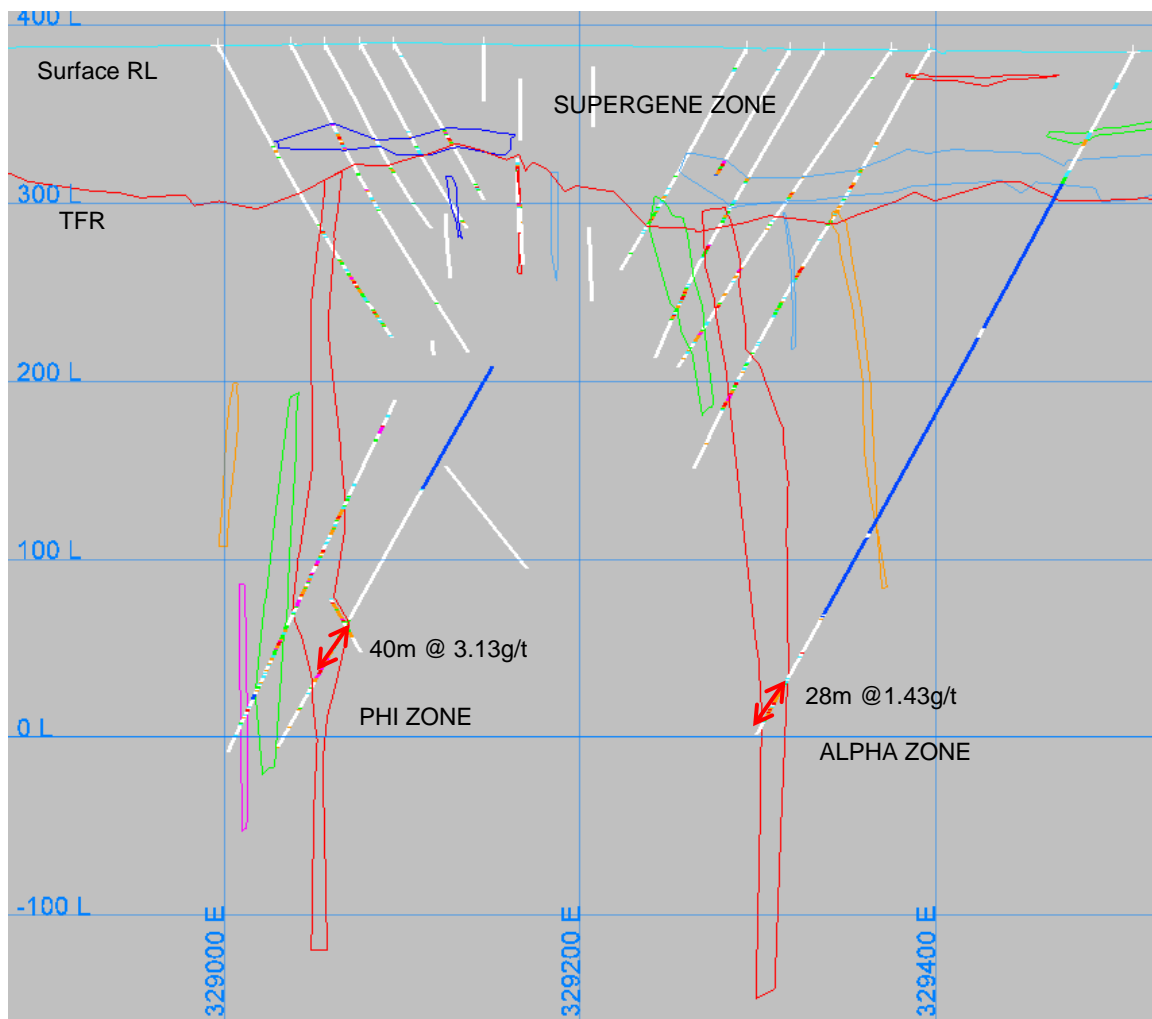 400 L
Surface RL
SUPERGENE ZONE
300 L
TFR
200 L
100 L
40m @ 3.13g/t
28m @1.43g/t
PHI ZONE
0 L
ALPHA ZONE
-100 L
329000 E
329200 E
329400 E